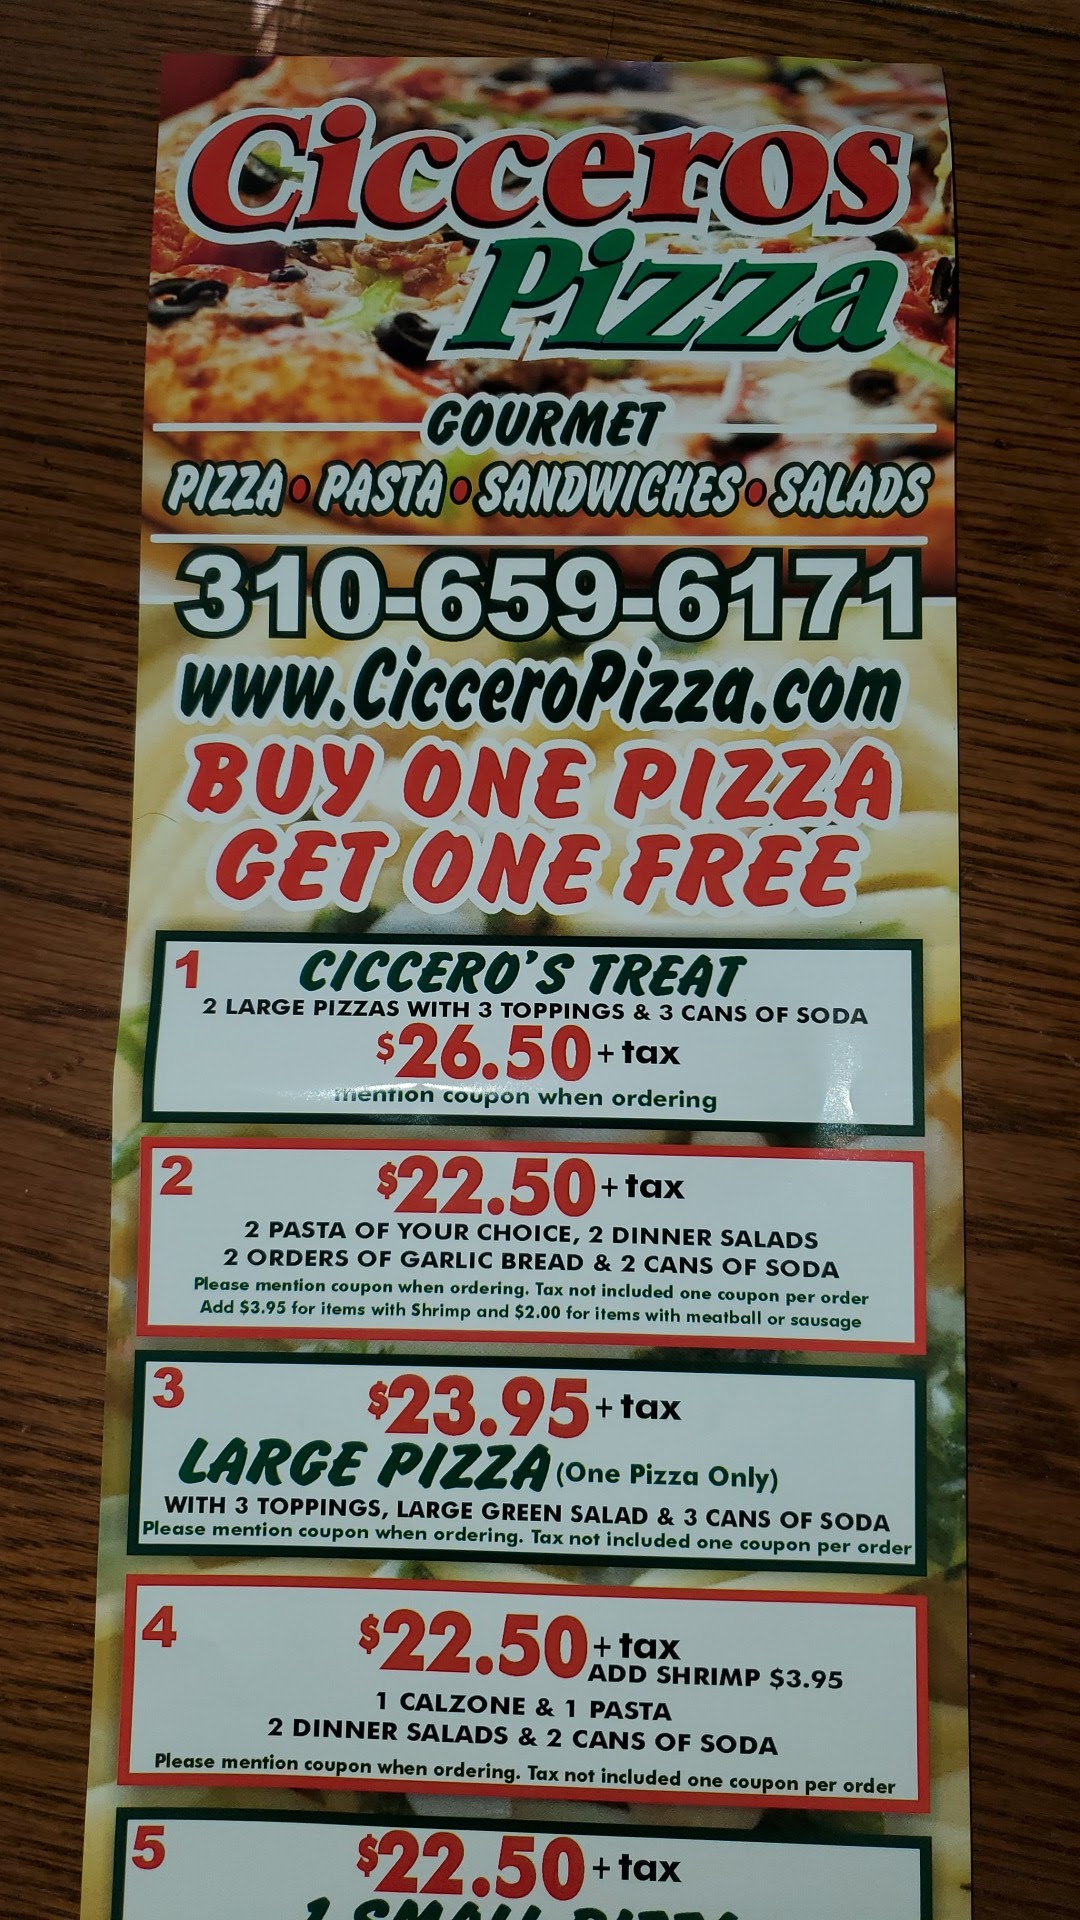 Cicceros
Pizza
GOURMET
PIZZA • PASTA • SANDWICHES • SALADS
310-659-6171
www.CicceroPizza.com
BUY ONE PIZZA
GET ONE FREE
1 CICCERO'S TREAT
2 LARGE PIZZAS WITH 3 TOPPINGS & 3 CANS OF SODA
$26.50 + tax
mention coupon when ordering
2 $22.50 + tax
2 PASTA OF YOUR CHOICE, 2 DINNER SALADS
2 ORDERS OF GARLIC BREAD & 2 CANS OF SODA
Please mention coupon when ordering. Tax not included one coupon per order
Add $3.95 for items with Shrimp and $2.00 for items with meatball or sausage
3 $23.95 + tax
LARGE PIZZA (One Pizza Only)
WITH 3 TOPPINGS, LARGE GREEN SALAD & 3 CANS OF SODA
Please mention coupon when ordering. Tax not included one coupon per order
4 $22.50 + tax
ADD SHRIMP $3.95
1 CALZONE & 1 PASTA
2 DINNER SALADS & 2 CANS OF SODA
Please mention coupon when ordering. Tax not included one coupon per order
5 $22.50 + tax
1 SMALL PIZZA